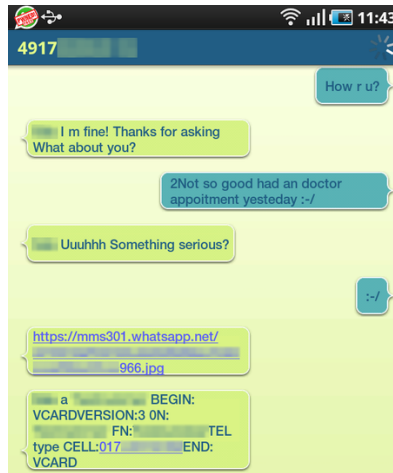 11:43
4917
How r u?
I m fine! Thanks for asking
What about you?
2Not so good had an doctor
appoitment yesteday :-/
Uuuhhh Something serious?
:-/
https://mms301.whatsapp.net/
966.jpg
a BEGIN:
VCARDVERSION:3 0N:
FN: TEL
type CELL:017 END:
VCARD